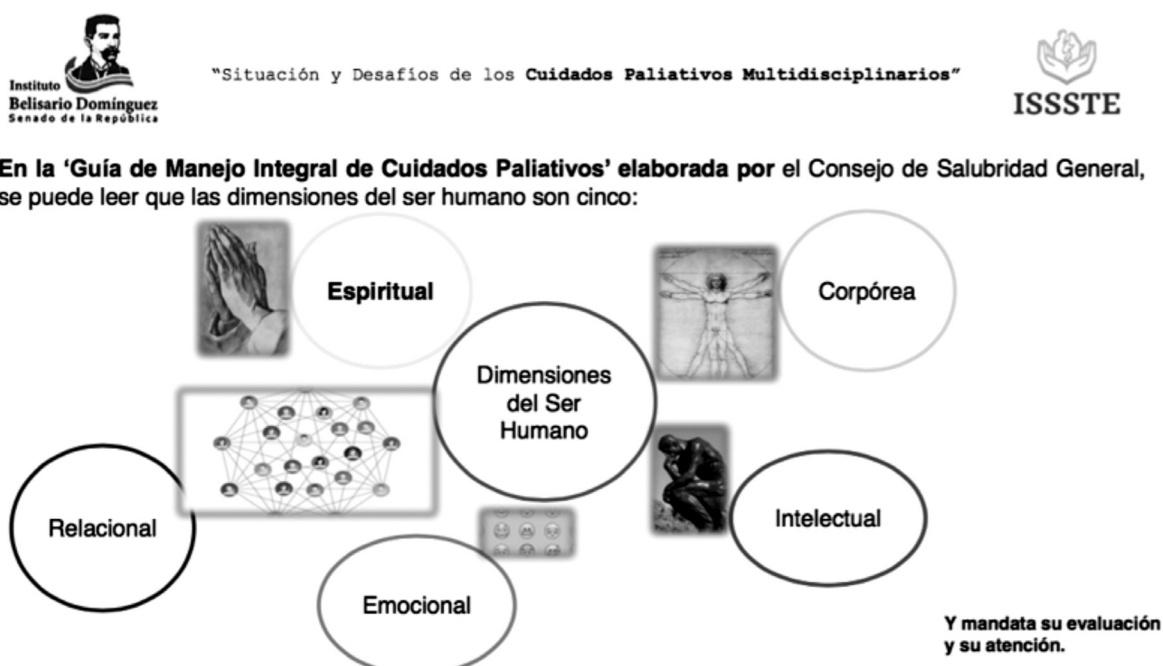 Instituto
Belisario Domínguez
Senado de la República
“Situación y Desafíos de los Cuidados Paliativos Multidisciplinarios”
ISSSTE
En la ‘Guía de Manejo Integral de Cuidados Paliativos’ elaborada por el Consejo de Salubridad General,
se puede leer que las dimensiones del ser humano son cinco:
Espiritual
Corpórea
Dimensiones
del Ser
Humano
Relacional
Intelectual
Emocional
Y mandata su evaluación
y su atención.